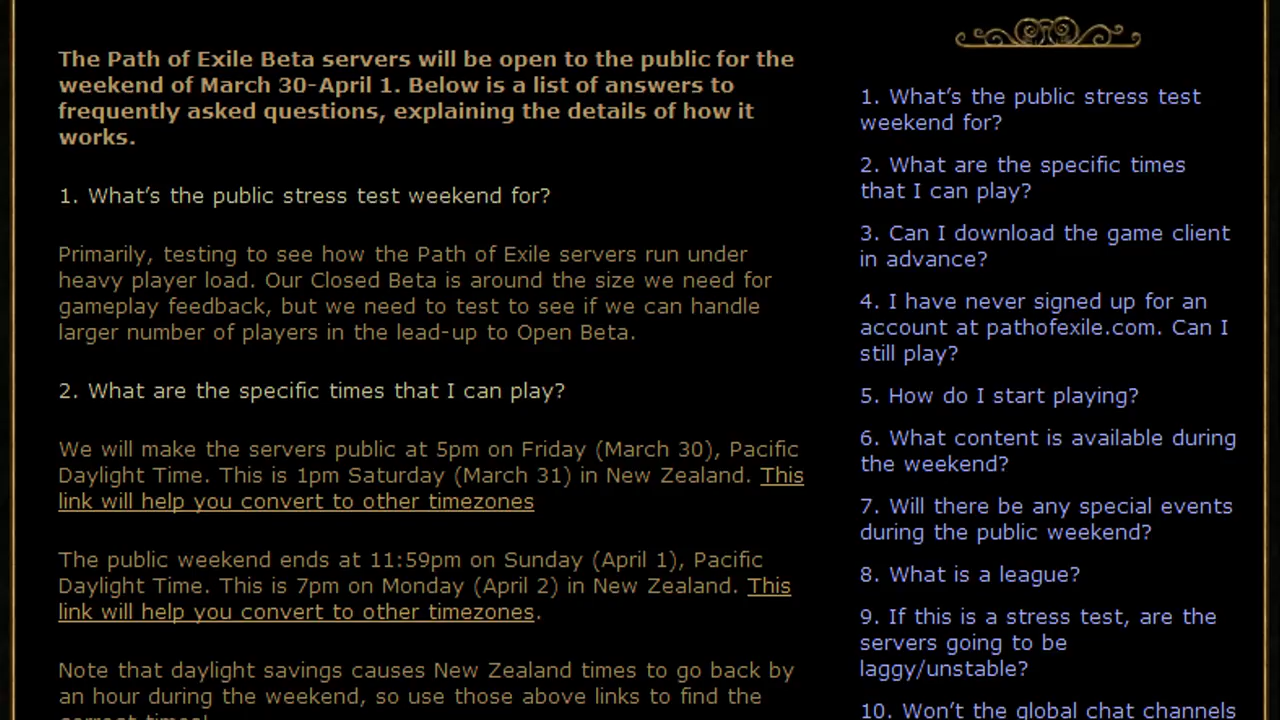 The Path of Exile Beta servers will be open to the public for the
weekend of March 30-April 1. Below is a list of answers to
frequently asked questions, explaining the details of how it
works.
1. What's the public stress test weekend for?
Primarily, testing to see how the Path of Exile servers run under
heavy player load. Our Closed Beta is around the size we need for
gameplay feedback, but we need to test to see if we can handle
larger number of players in the lead-up to Open Beta.
2. What are the specific times that I can play?
We will make the servers public at 5pm on Friday (March 30), Pacific
Daylight Time. This is 1pm Saturday (March 31) in New Zealand. This
link will help you convert to other timezones
The public weekend ends at 11:59pm on Sunday (April 1), Pacific
Daylight Time. This is 7pm on Monday (April 2) in New Zealand. This
link will help you convert to other timezones.
Note that daylight savings causes New Zealand times to go back by
an hour during the weekend, so use those above links to find the
1. What's the public stress test
weekend for?
2. What are the specific times
that I can play?
3. Can I download the game client
in advance?
4. I have never signed up for an
account at pathofexile.com. Can I
still play?
5. How do I start playing?
6. What content is available during
the weekend?
7. Will there be any special events
during the public weekend?
8. What is a league?
9. If this is a stress test, are the
servers going to be
laggy/unstable?
10. Won't the global chat channels